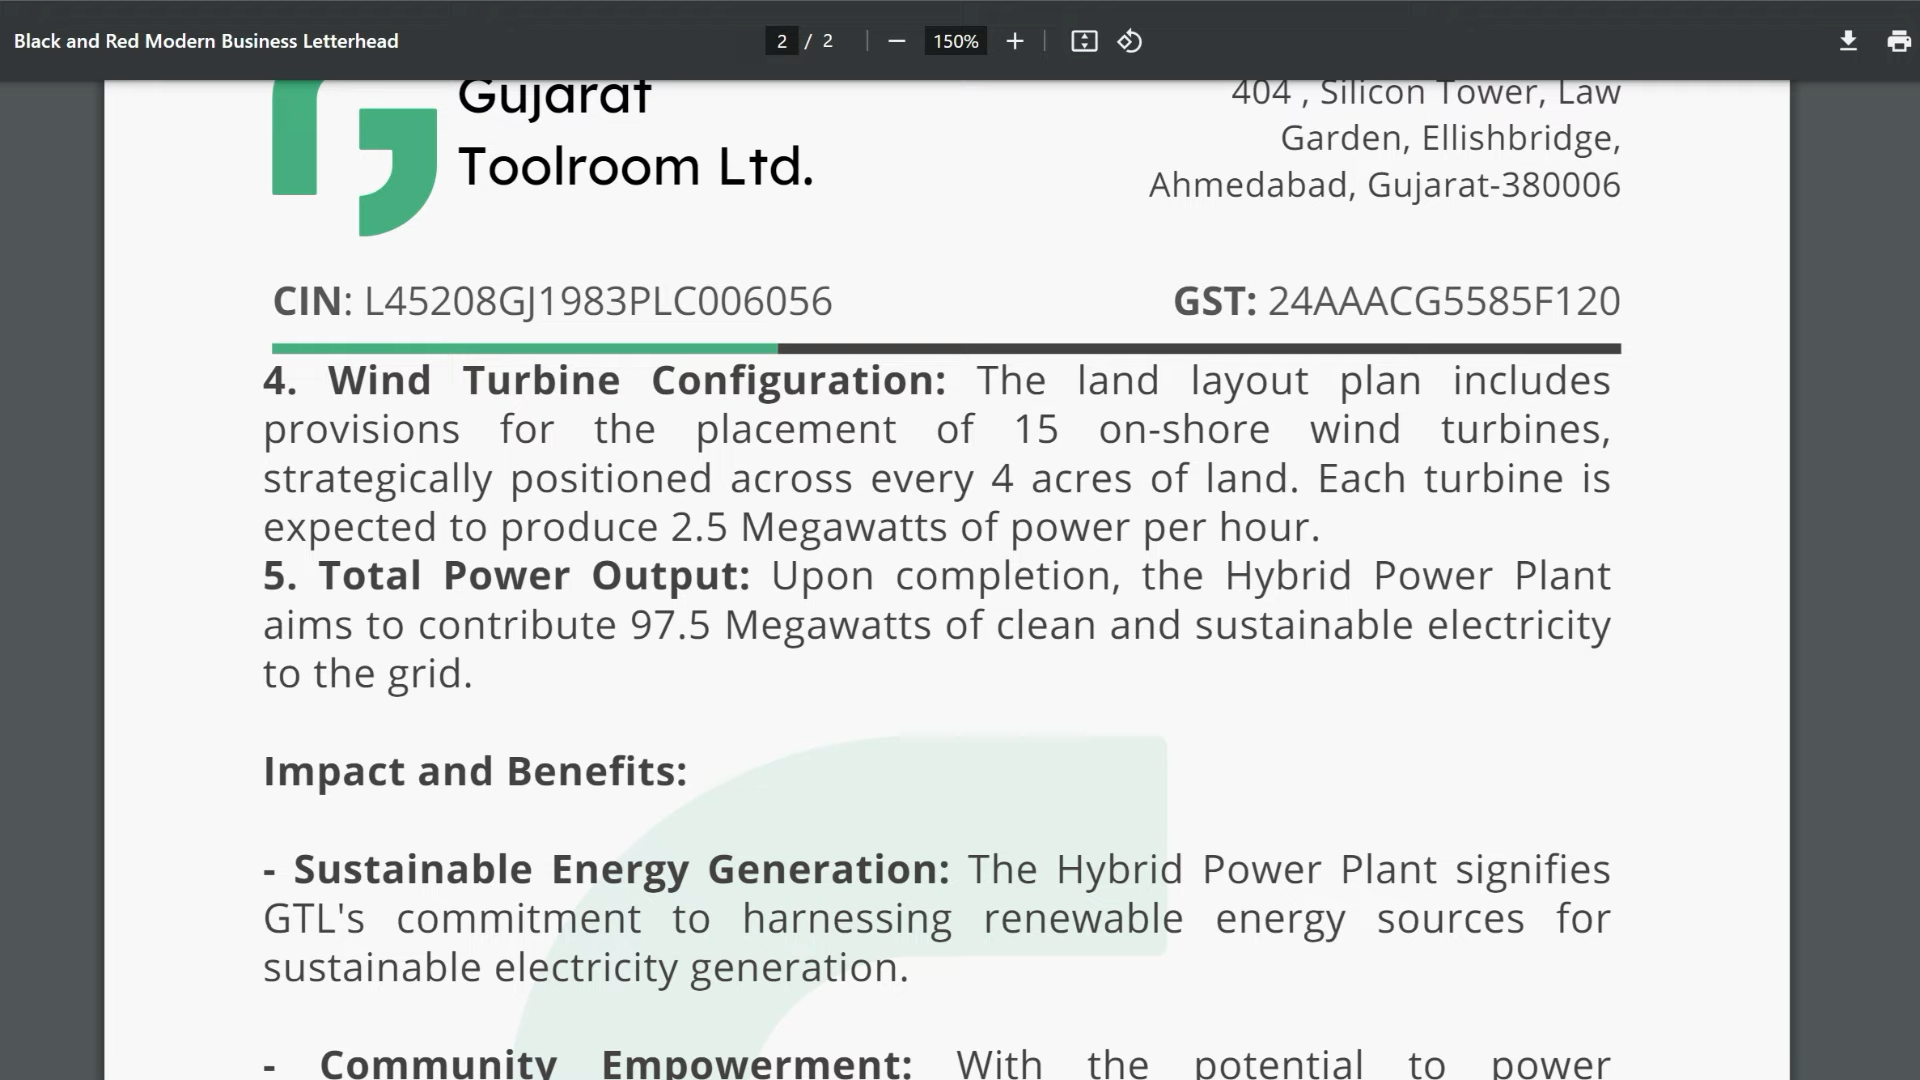 Black and Red Modern Business Letterhead
2 / 2
150%
Gujarat
Toolroom Ltd.
404 , Silicon Tower, Law
Garden, Ellishbridge,
Ahmedabad, Gujarat-380006
CIN: L45208GJ1983PLC006056
GST: 24AAACG5585F120
4. Wind Turbine Configuration: The land layout plan includes
provisions for the placement of 15 on-shore wind turbines,
strategically positioned across every 4 acres of land. Each turbine is
expected to produce 2.5 Megawatts of power per hour.
5. Total Power Output: Upon completion, the Hybrid Power Plant
aims to contribute 97.5 Megawatts of clean and sustainable electricity
to the grid.
Impact and Benefits:
- Sustainable Energy Generation: The Hybrid Power Plant signifies
GTL's commitment to harnessing renewable energy sources for
sustainable electricity generation.
- Community Empowerment: With the potential to power